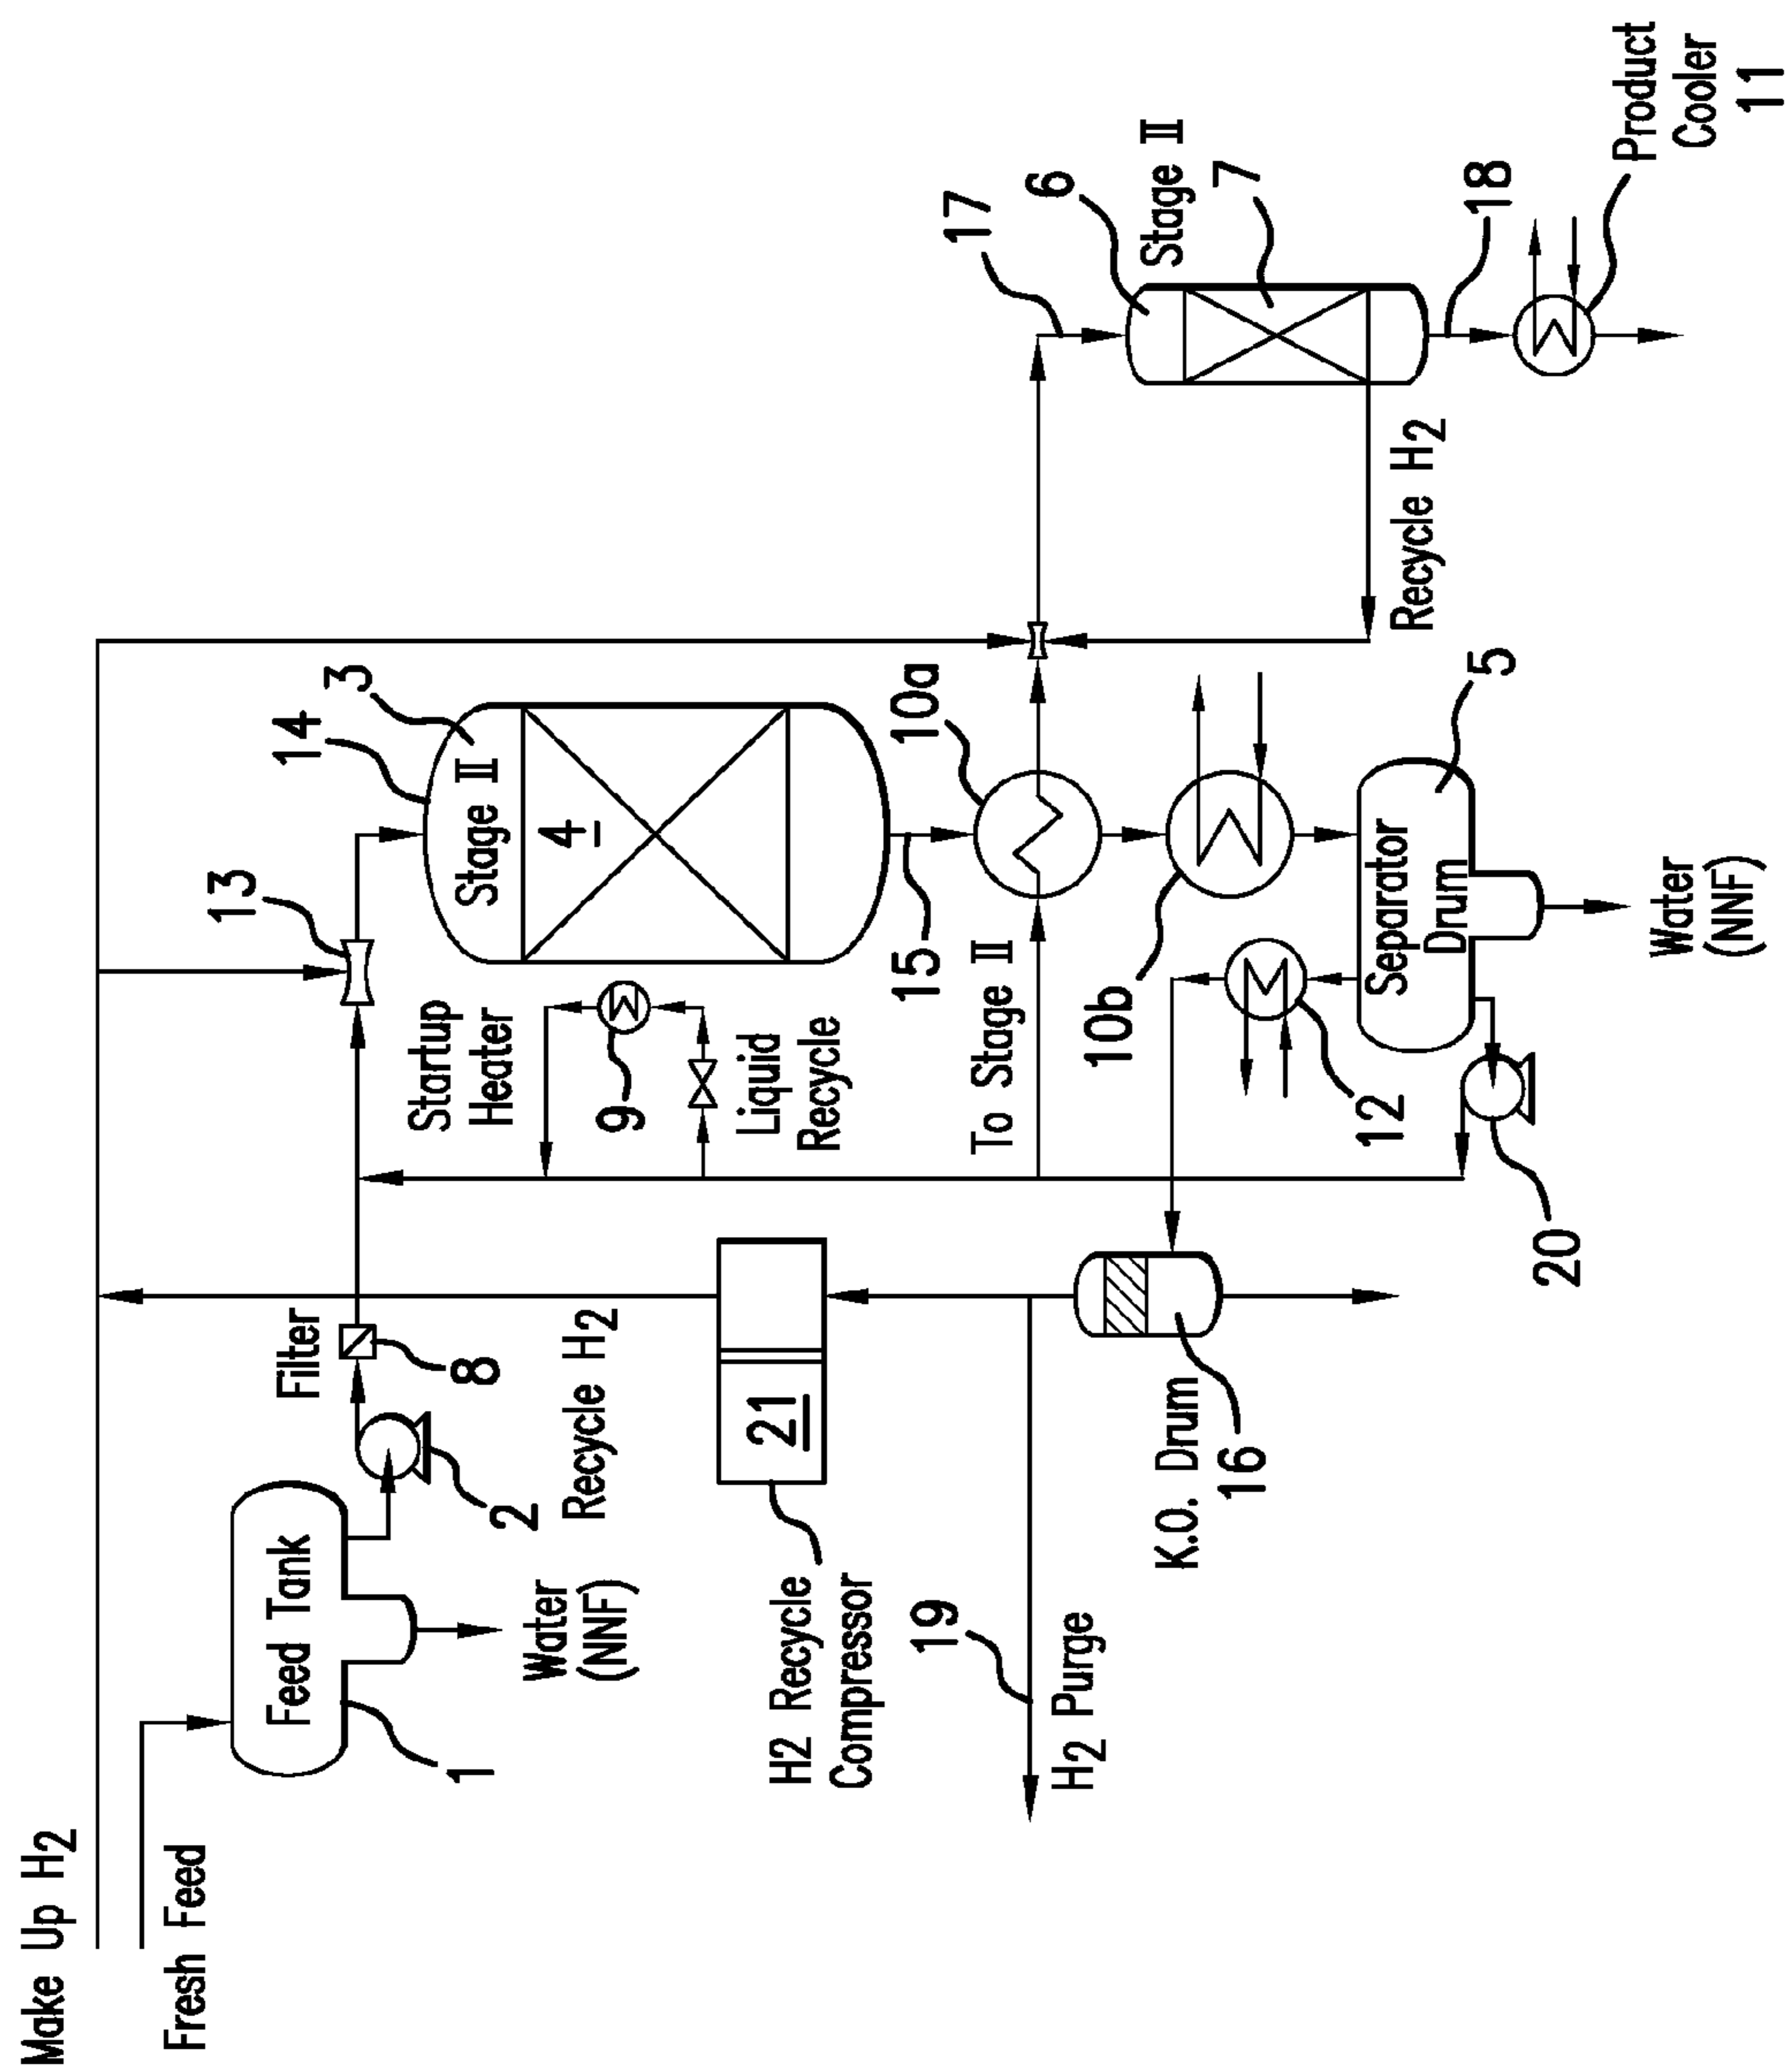 Make Up H2
Fresh Feed
Feed Tank
1
Water
(NNF)
2
Filter
8
Recycle H2
H2 Recycle
Compressor
21
19
H2 Purge
K.O. Drum
16
13
14
3
Stage II
4
Startup
Heater
9
Liquid
Recycle
15
To Stage II
10a
10b
12
Separator
Drum
5
20
Water
(NNF)
17
6
Stage II
7
Recycle H2
18
Product
Cooler
11